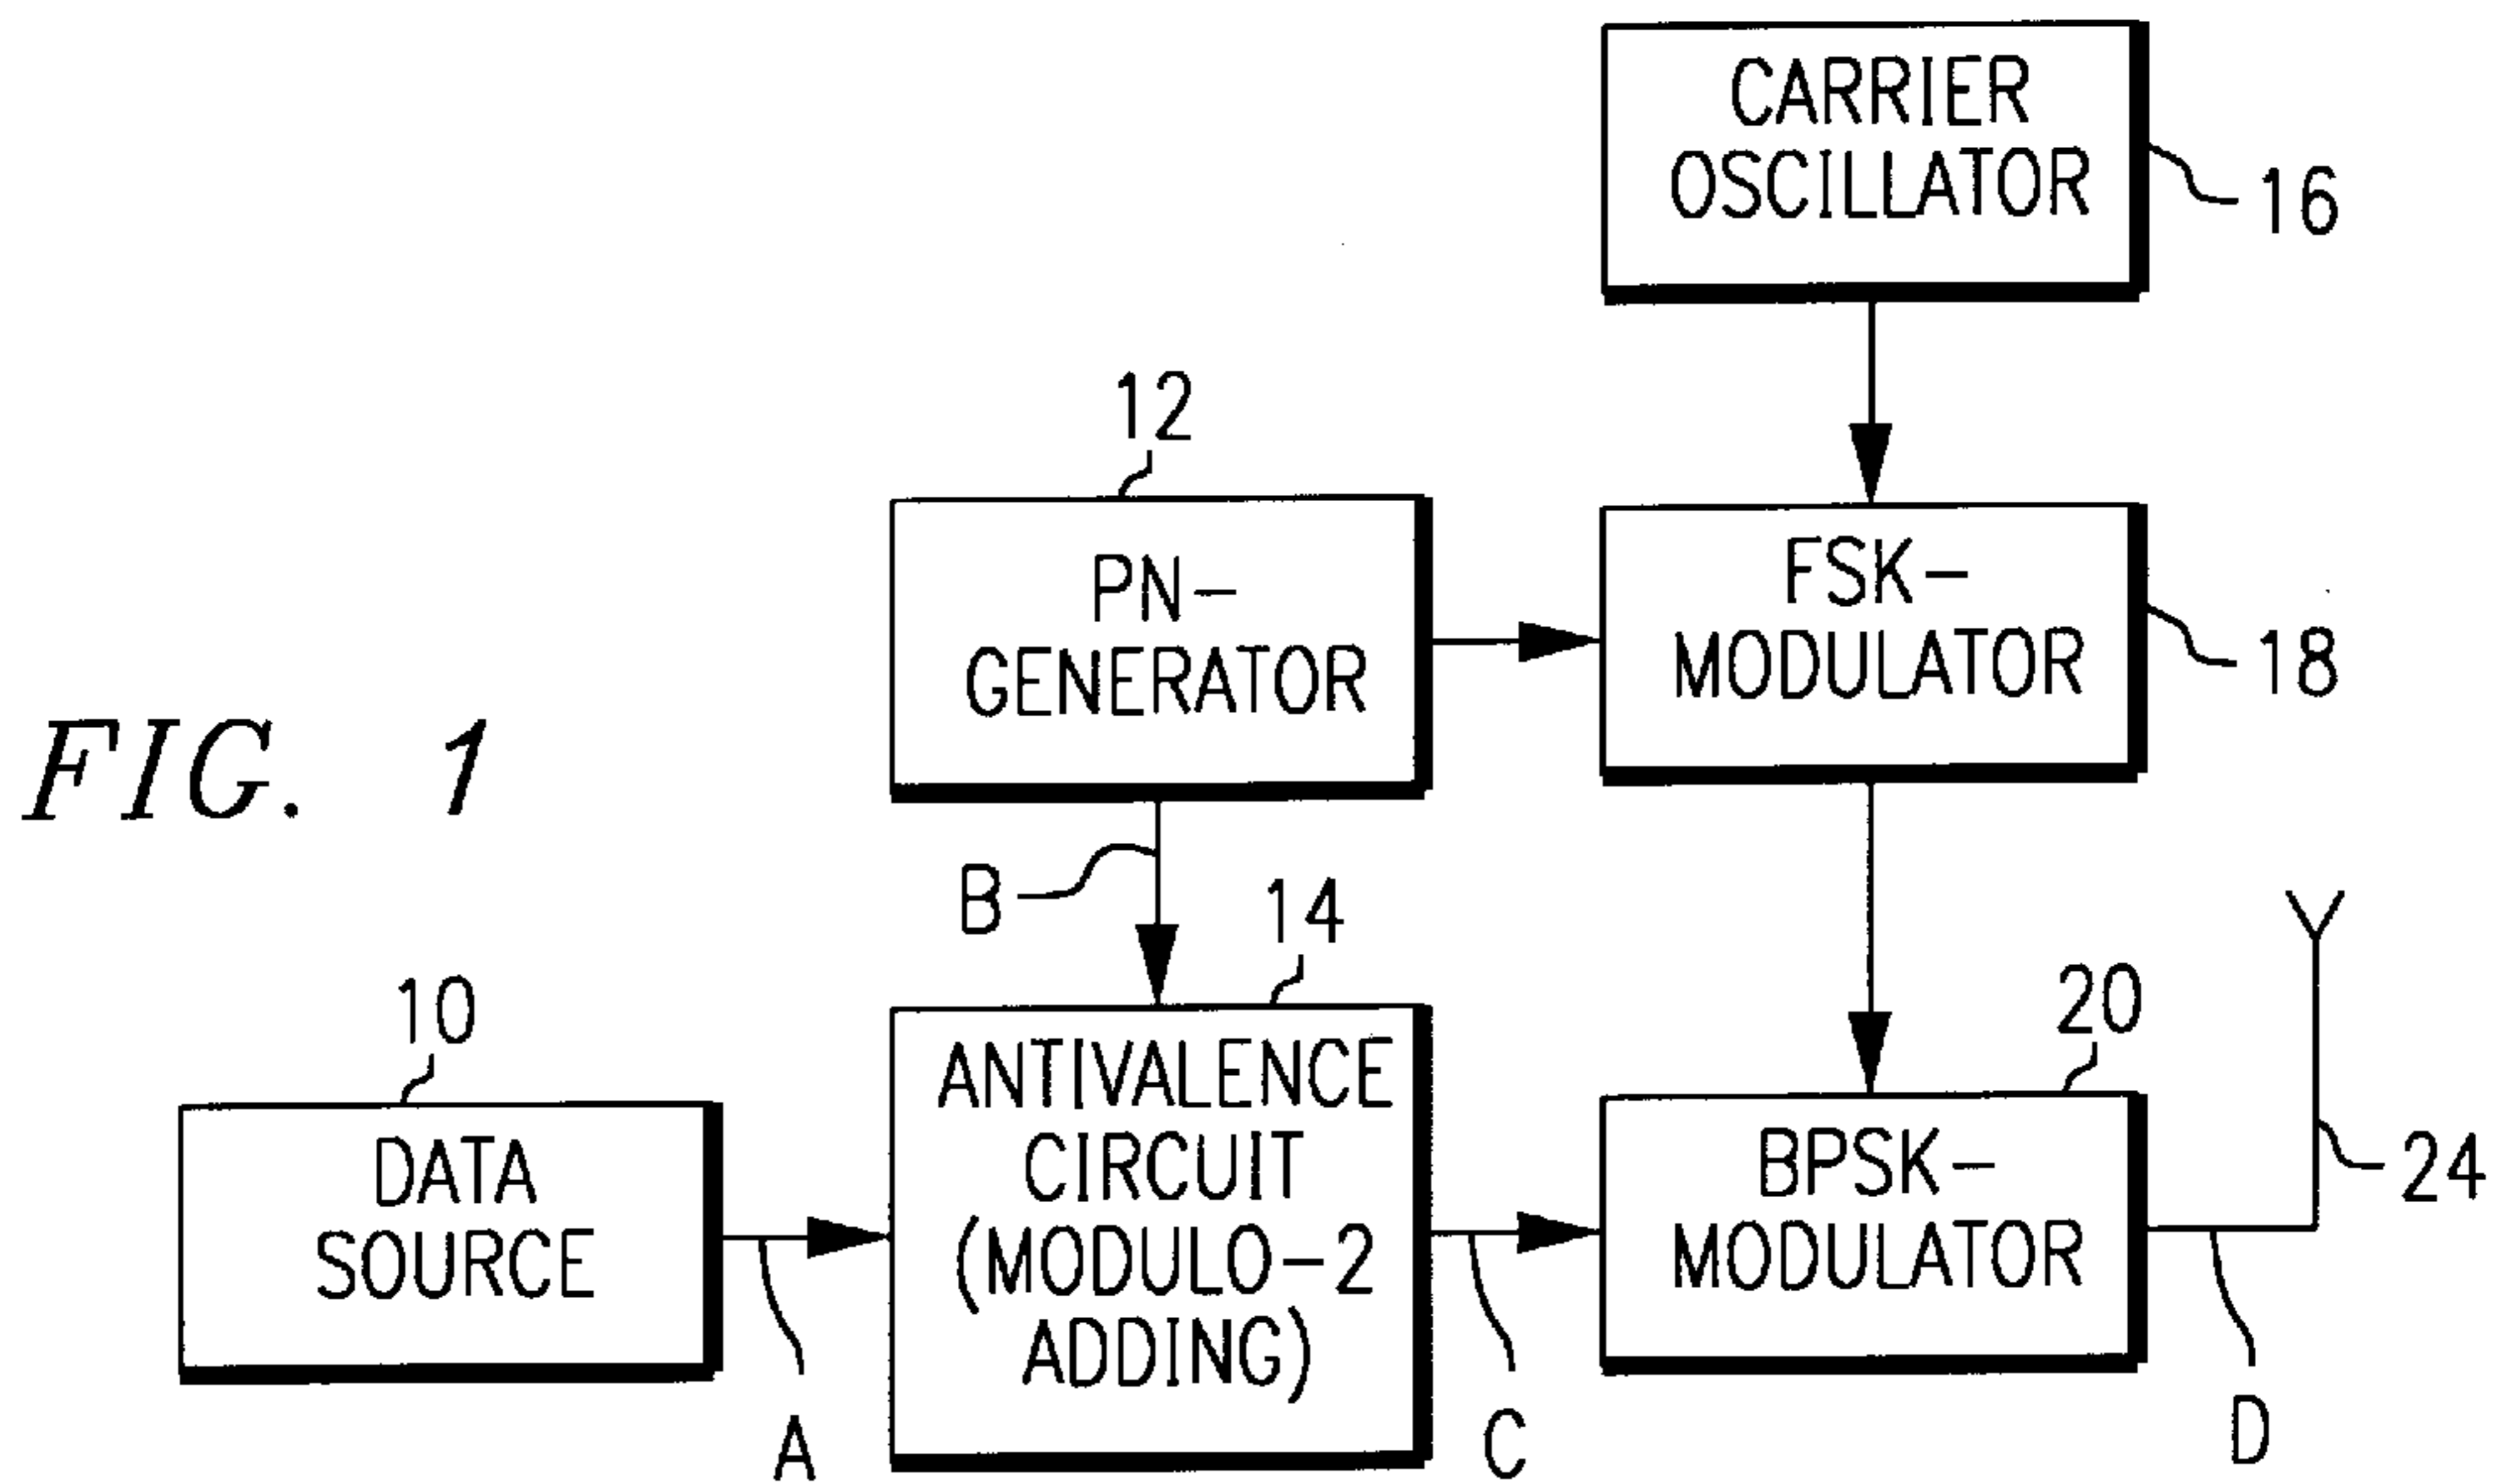 CARRIER
OSCILLATOR
16
12
PN-
GENERATOR
FSK-
MODULATOR
18
FIG. 1
B
14
10
DATA
SOURCE
A
ANTIVALENCE
CIRCUIT
(MODULO-2
ADDING)
C
20
BPSK-
MODULATOR
24
D